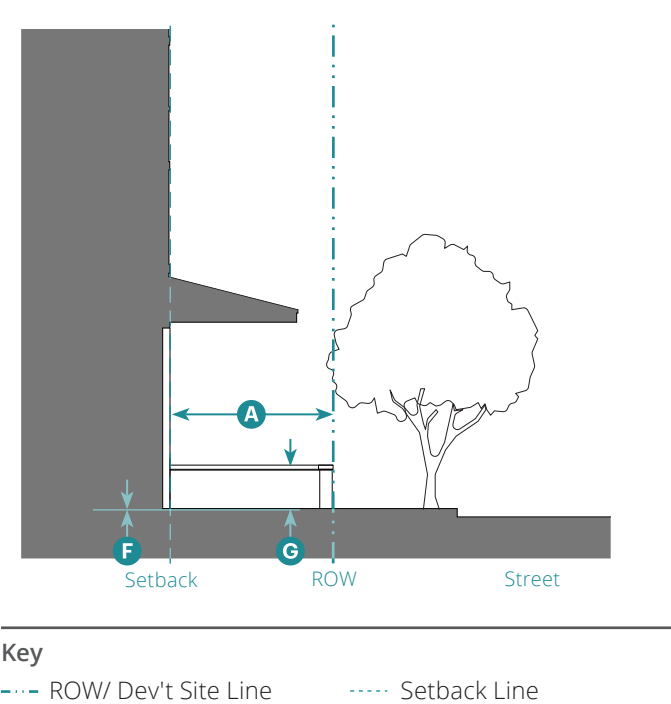 A
F
G
Setback
ROW
Street
Key
ROW/ Dev't Site Line
Setback Line